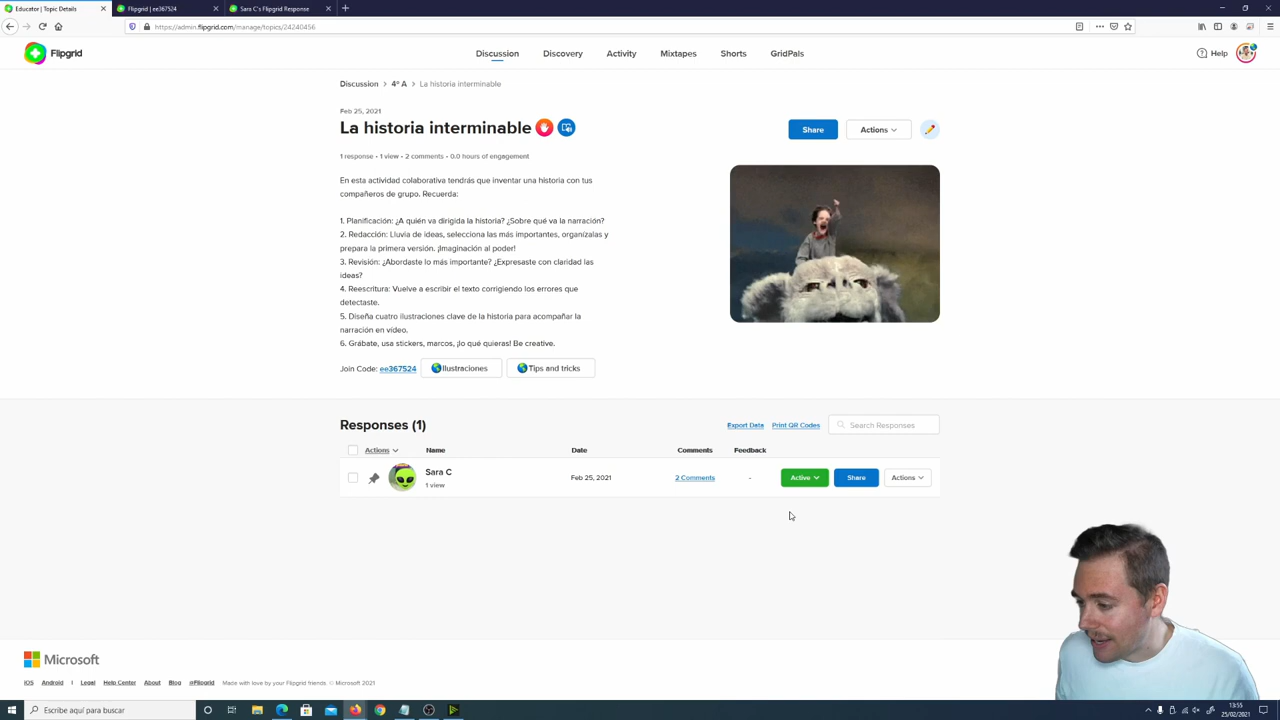 Educator | Topic Details
Flipgrid | ee367524
Sara C's Flipgrid Response
https://admin.flipgrid.com/manage/topics/24240456
Flipgrid
Discussion
Discovery
Activity
Mixtapes
Shorts
GridPals
Help
Discussion > 4º A > La historia interminable
Feb 25, 2021
La historia interminable
Share
Actions
1 response • 1 view • 2 comments • 0.0 hours of engagement
En esta actividad colaborativa tendrás que inventar una historia con tus
compañeros de grupo. Recuerda:
1. Planificación: ¿A quién va dirigida la historia? ¿Sobre qué va la narración?
2. Redacción: Lluvia de ideas, selecciona las más importantes, organízalas y
prepara la primera versión. ¡Imaginación al poder!
3. Revisión: ¿Abordaste lo más importante? ¿Expresaste con claridad las
ideas?
4. Reescritura: Vuelve a escribir el texto corrigiendo los errores que
detectaste.
5. Diseña cuatro ilustraciones clave de la historia para acompañar la
narración en vídeo.
6. Grábate, usa stickers, marcos, ¡lo qué quieras! Be creative.
Join Code: ee367524
Ilustraciones
Tips and tricks
Responses (1)
Export Data
Print QR Codes
Search Responses
Actions
Name
Date
Comments
Feedback
Sara C
1 view
Feb 25, 2021
2 Comments
-
Active
Share
Actions
Microsoft
iOS
Android
|
Legal
Help Center
About
Blog
@Flipgrid
Made with love by your Flipgrid friends. © Microsoft 2021
Escribe aquí para buscar
13:55
25/02/2021